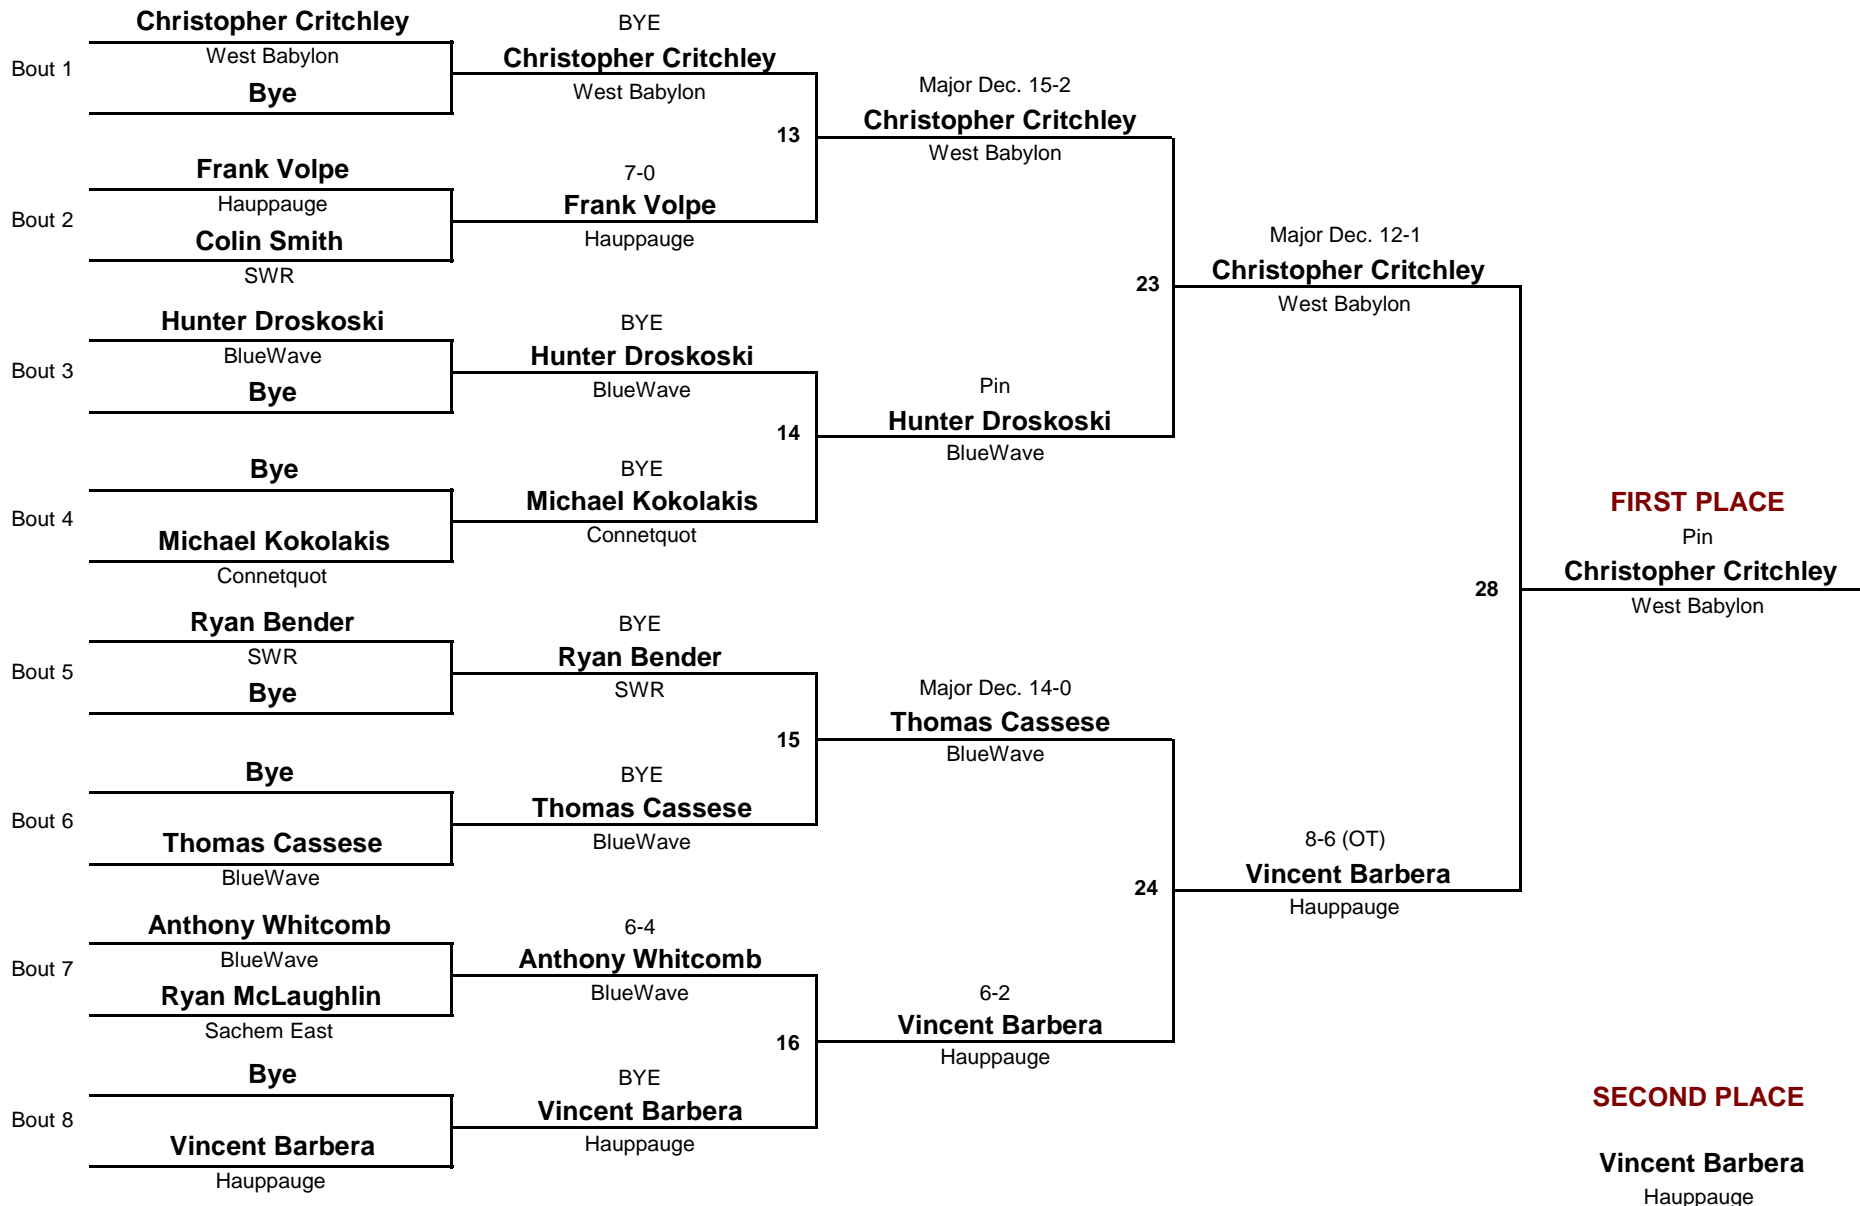 Christopher Critchley
Bout 1
West Babylon
Bye
Frank Volpe
Bout 2
Hauppauge
Colin Smith
SWR
Hunter Droskoski
Bout 3
BlueWave
Bye
Bye
Bout 4
Michael Kokolakis
Connetquot
Ryan Bender
Bout 5
SWR
Bye
Bye
Bout 6
Thomas Cassese
BlueWave
Anthony Whitcomb
Bout 7
BlueWave
Ryan McLaughlin
Sachem East
Bye
Bout 8
Vincent Barbera
Hauppauge
BYE
Christopher Critchley
West Babylon
13
7-0
Frank Volpe
Hauppauge
BYE
Hunter Droskoski
BlueWave
14
BYE
Michael Kokolakis
Connetquot
BYE
Ryan Bender
SWR
15
BYE
Thomas Cassese
BlueWave
6-4
Anthony Whitcomb
BlueWave
16
BYE
Vincent Barbera
Hauppauge
Major Dec. 15-2
Christopher Critchley
West Babylon
23
Pin
Hunter Droskoski
BlueWave
Major Dec. 14-0
Thomas Cassese
BlueWave
24
6-2
Vincent Barbera
Hauppauge
Major Dec. 12-1
Christopher Critchley
West Babylon
28
8-6 (OT)
Vincent Barbera
Hauppauge
FIRST PLACE
Pin
Christopher Critchley
West Babylon
SECOND PLACE
Vincent Barbera
Hauppauge